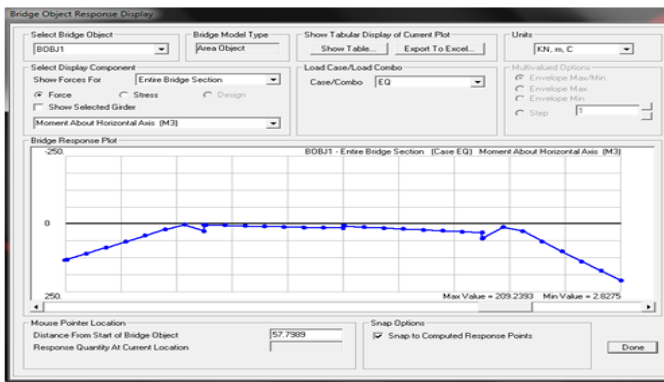 Bridge Object Response Display
Select Bridge Object
BOBJ1
Bridge Model Type
Area Object
Show Tabular Display of Current Plot
Show Table...
Export To Excel...
Units
KN, m, C
Select Display Component
Show Forces For
Entire Bridge Section
Force
Stress
Design
Show Selected Girder
Moment About Horizontal Axis (M3)
Load Case/Load Combo
Case/Combo
EQ
Multivalued Options
Envelope Max/Min
Envelope Max
Envelope Min
Step
1
Bridge Response Plot
-250.
BOBJ1 - Entire Bridge Section (Case EQ) Moment About Horizontal Axis (M3)
0
250.
Max Value = 209.2393 Min Value = 2.8275
Mouse Pointer Location
Distance From Start of Bridge Object
57.7989
Response Quantity At Current Location
Snap Options
Snap to Computed Response Points
Done